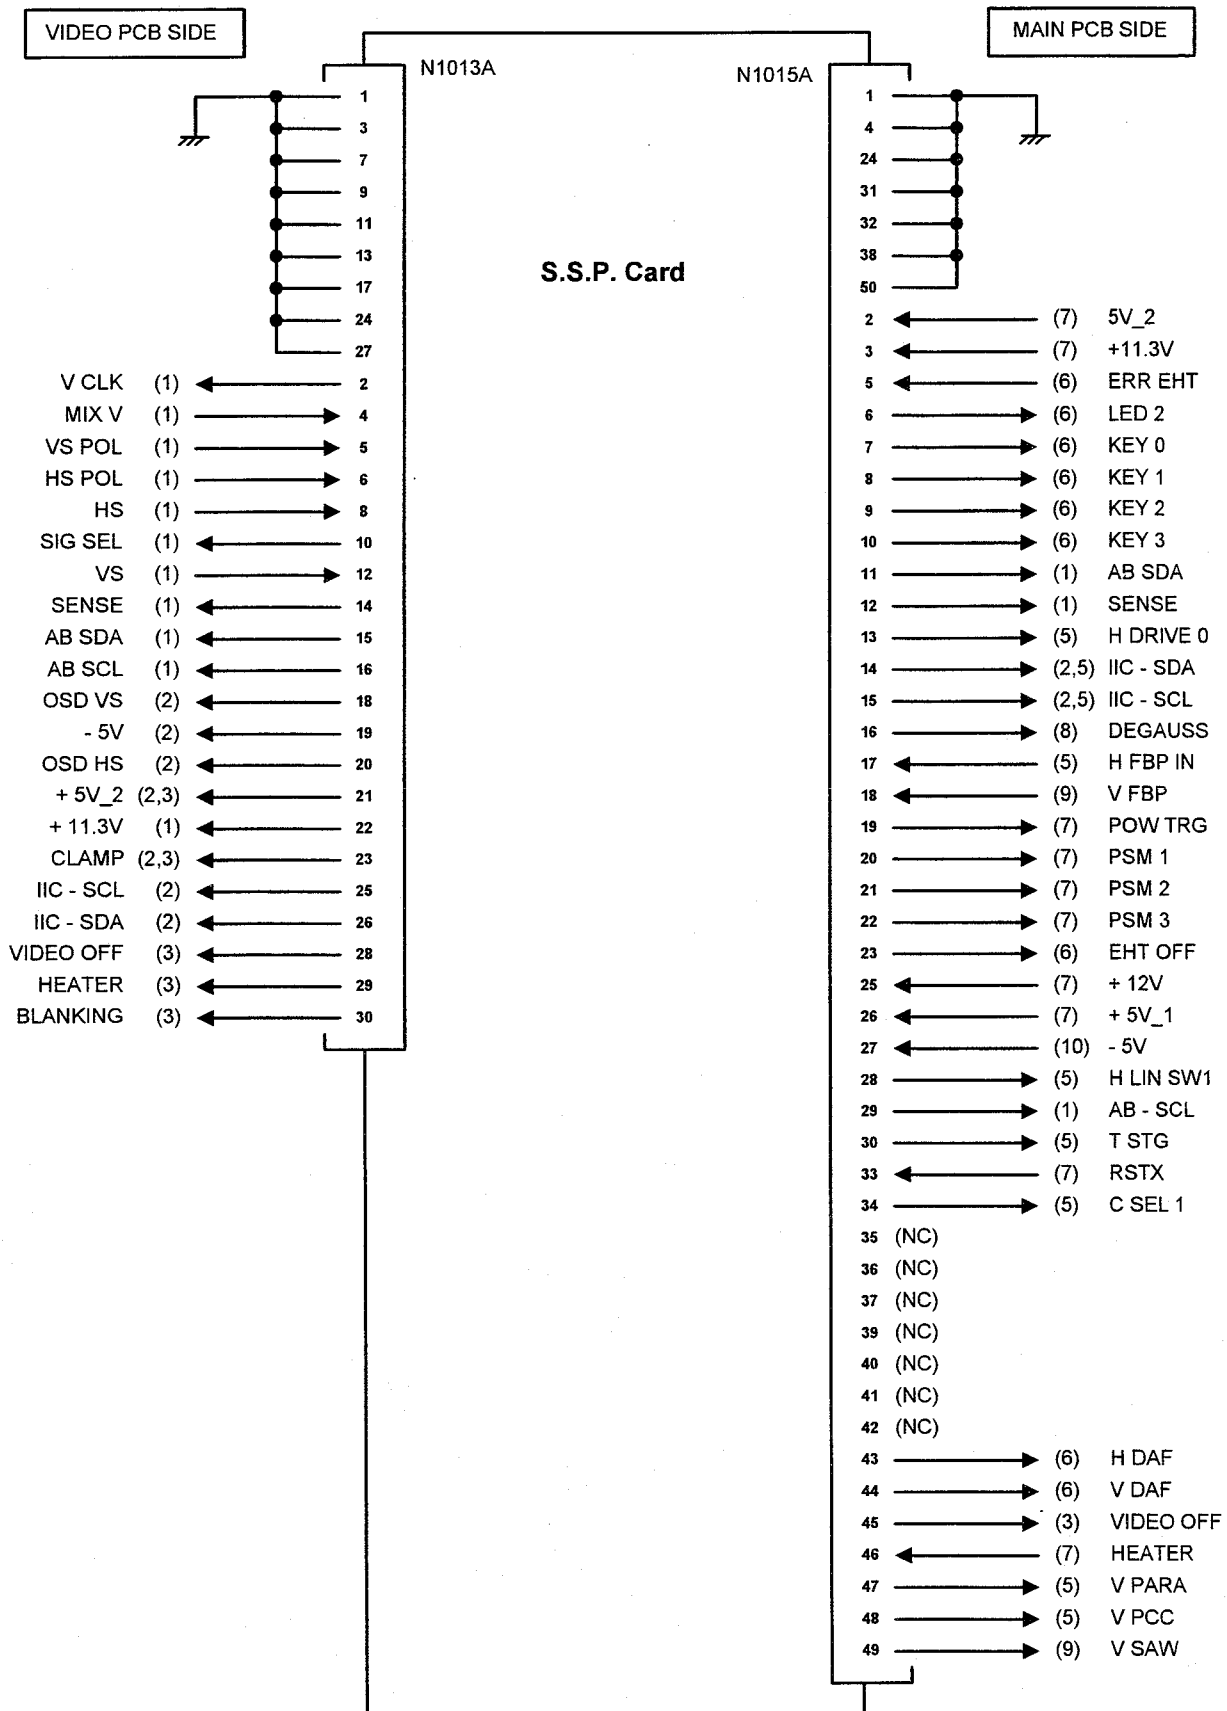 VIDEO PCB SIDE
MAIN PCB SIDE
N1013A
N1015A
S.S.P. Card
1
3
7
9
11
13
17
24
27
V CLK (1) 2
MIX V (1) 4
VS POL (1) 5
HS POL (1) 6
HS (1) 8
SIG SEL (1) 10
VS (1) 12
SENSE (1) 14
AB SDA (1) 15
AB SCL (1) 16
OSD VS (2) 18
- 5V (2) 19
OSD HS (2) 20
+ 5V_2 (2,3) 21
+ 11.3V (1) 22
CLAMP (2,3) 23
IIC - SCL (2) 25
IIC - SDA (2) 26
VIDEO OFF (3) 28
HEATER (3) 29
BLANKING (3) 30
1
4
24
31
32
38
50
2 (7) 5V_2
3 (7) +11.3V
5 (6) ERR EHT
6 (6) LED 2
7 (6) KEY 0
8 (6) KEY 1
9 (6) KEY 2
10 (6) KEY 3
11 (1) AB SDA
12 (1) SENSE
13 (5) H DRIVE 0
14 (2,5) IIC - SDA
15 (2,5) IIC - SCL
16 (8) DEGAUSS
17 (5) H FBP IN
18 (9) V FBP
19 (7) POW TRG
20 (7) PSM 1
21 (7) PSM 2
22 (7) PSM 3
23 (6) EHT OFF
25 (7) + 12V
26 (7) + 5V_1
27 (10) - 5V
28 (5) H LIN SW1
29 (1) AB - SCL
30 (5) T STG
33 (7) RSTX
34 (5) C SEL 1
35 (NC)
36 (NC)
37 (NC)
39 (NC)
40 (NC)
41 (NC)
42 (NC)
43 (6) H DAF
44 (6) V DAF
45 (3) VIDEO OFF
46 (7) HEATER
47 (5) V PARA
48 (5) V PCC
49 (9) V SAW